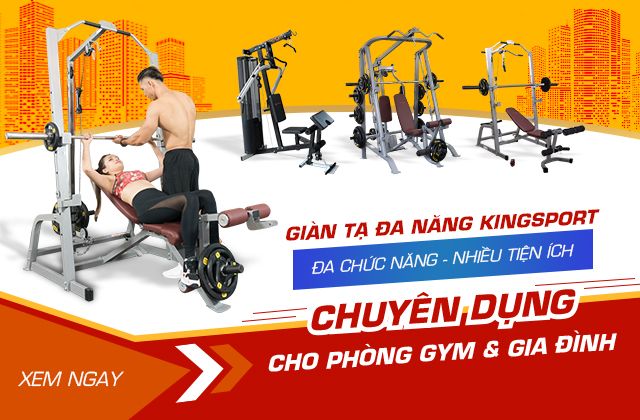 GIÀN TẠ ĐA NĂNG KINGSPORT
ĐA CHỨC NĂNG - NHIỀU TIỆN ÍCH
CHUYÊN DỤNG
CHO PHÒNG GYM & GIA ĐÌNH
XEM NGAY